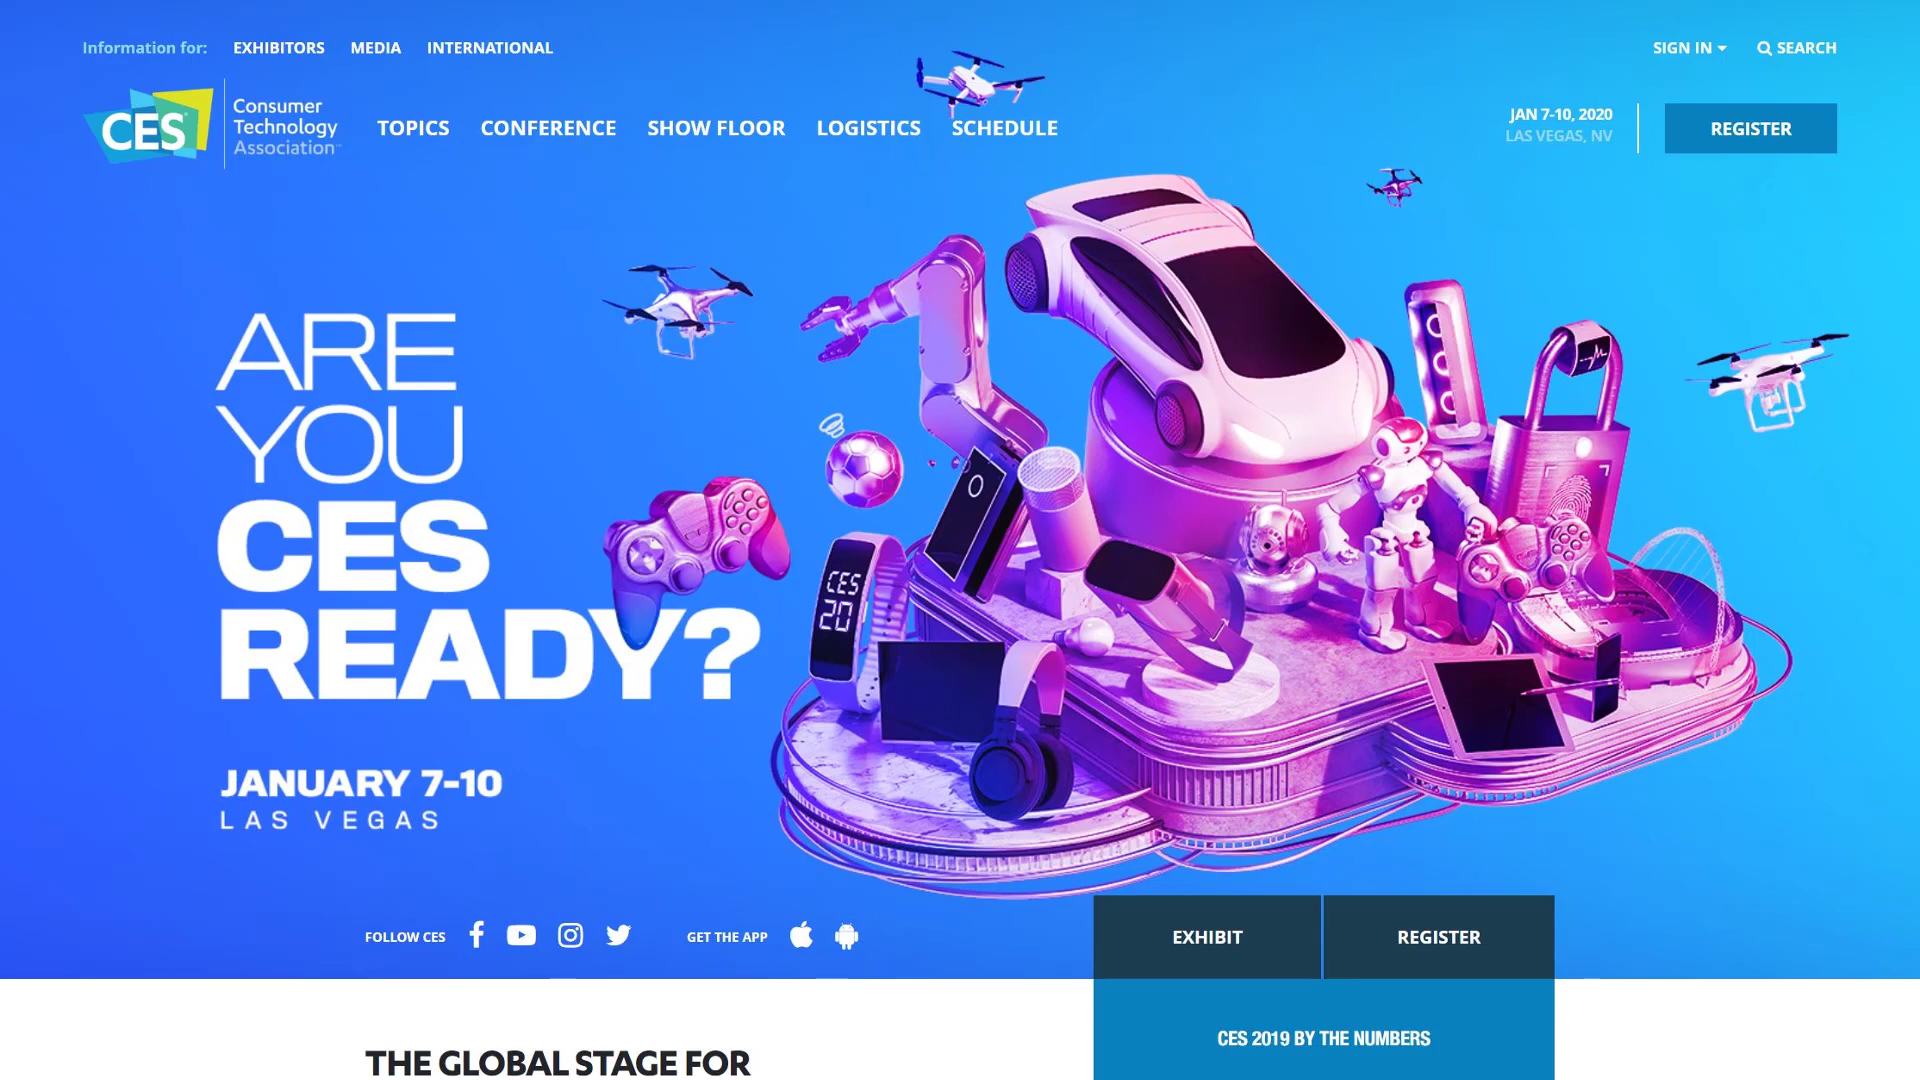 Information for: EXHIBITORS MEDIA INTERNATIONAL
SIGN IN SEARCH
CES
Consumer
Technology
Association
TOPICS CONFERENCE SHOW FLOOR LOGISTICS SCHEDULE
JAN 7-10, 2020
LAS VEGAS, NV
REGISTER
ARE
YOU
CES
READY?
CES
20
JANUARY 7-10
LAS VEGAS
FOLLOW CES GET THE APP
EXHIBIT REGISTER
CES 2019 BY THE NUMBERS
THE GLOBAL STAGE FOR